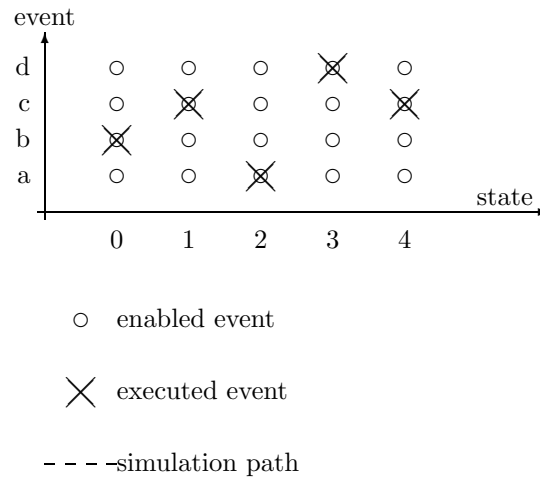 event
d
c
b
a
state
0 1 2 3 4
enabled event
executed event
simulation path